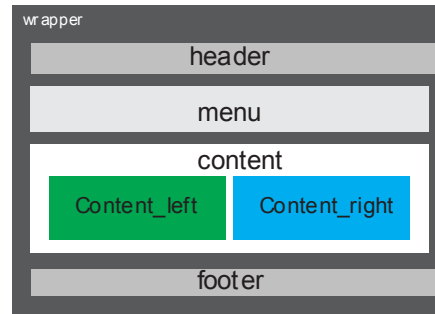 wrapper
header
menu
content
Content_left Content_right
footer